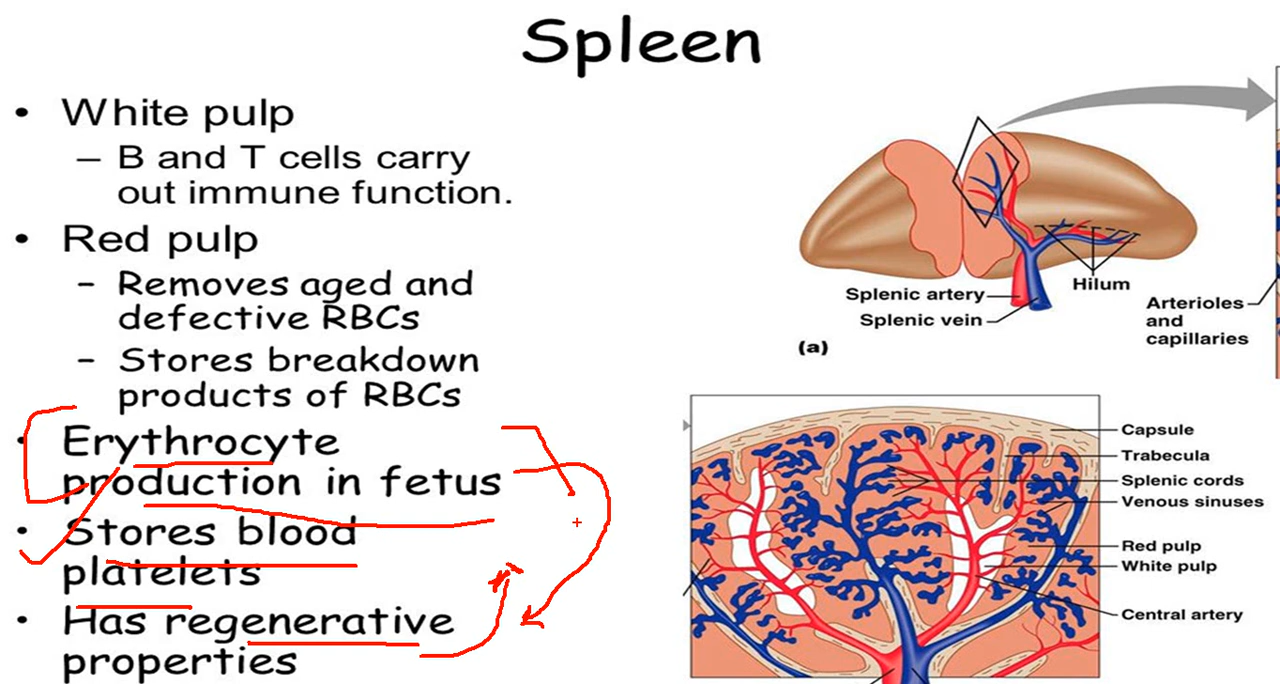 Spleen
• White pulp
– B and T cells carry
out immune function.
• Red pulp
– Removes aged and
defective RBCs
– Stores breakdown
products of RBCs
• Erythrocyte
production in fetus
• Stores blood
platelets
• Has regenerative
properties
Splenic artery
Splenic vein
Hilum
(a)
Arterioles
and
capillaries
Capsule
Trabecula
Splenic cords
Venous sinuses
Red pulp
White pulp
Central artery